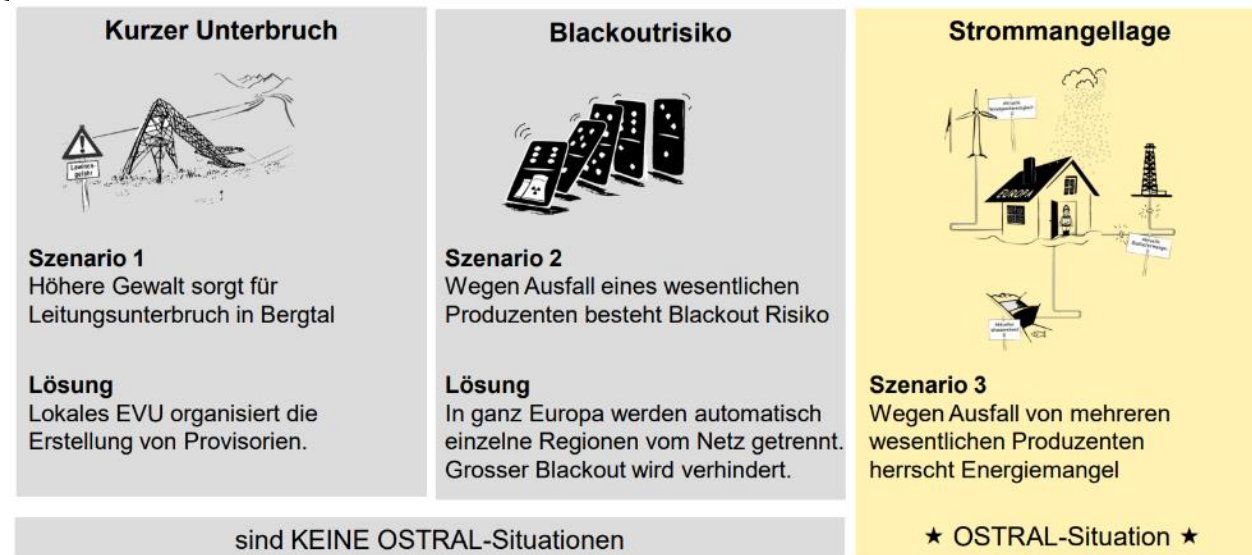 Kurzer Unterbruch
Lawinen-
gefahr
Szenario 1
Höhere Gewalt sorgt für
Leitungsunterbruch in Bergtal
Lösung
Lokales EVU organisiert die
Erstellung von Provisorien.
Blackoutrisiko
Szenario 2
Wegen Ausfall eines wesentlichen
Produzenten besteht Blackout Risiko
Lösung
In ganz Europa werden automatisch
einzelne Regionen vom Netz getrennt.
Grosser Blackout wird verhindert.
sind KEINE OSTRAL-Situationen
Strommangellage
EUROPA
Szenario 3
Wegen Ausfall von mehreren
wesentlichen Produzenten
herrscht Energiemangel
★ OSTRAL-Situation ★